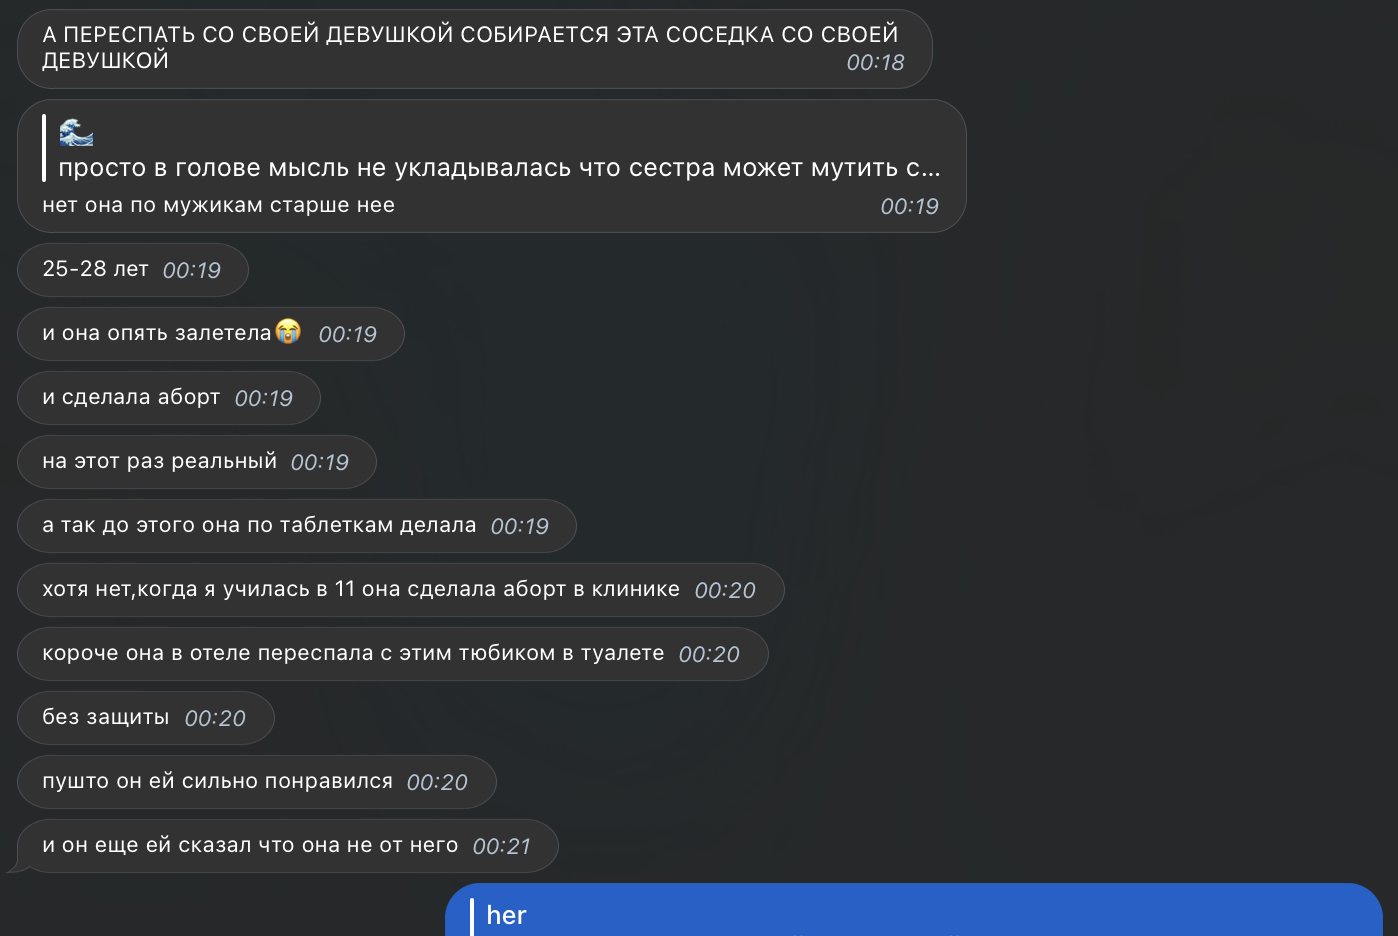 А ПЕРЕСПАТЬ СО СВОЕЙ ДЕВУШКОЙ СОБИРАЕТСЯ ЭТА СОСЕДКА СО СВОЕЙ
ДЕВУШКОЙ 00:18
🌊
просто в голове мысль не укладывалась что сестра может мутить с...
нет она по мужикам старше нее 00:19
25-28 лет 00:19
и она опять залетела😭 00:19
и сделала аборт 00:19
на этот раз реальный 00:19
а так до этого она по таблеткам делала 00:19
хотя нет,когда я училась в 11 она сделала аборт в клинике 00:20
короче она в отеле переспала с этим тюбиком в туалете 00:20
без защиты 00:20
пушто он ей сильно понравился 00:20
и он еще ей сказал что она не от него 00:21
her